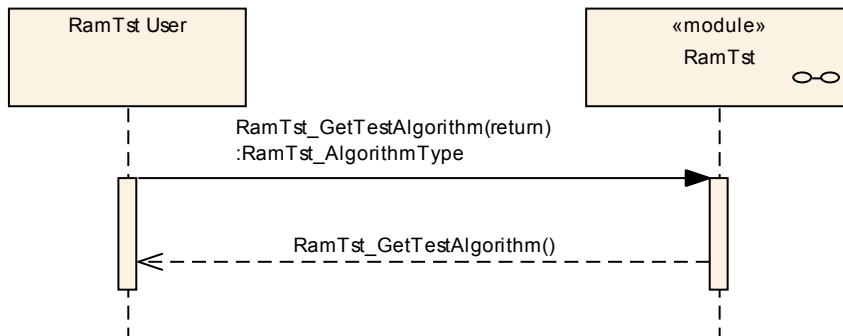 RamTst User
«module»
RamTst
RamTst_GetTestAlgorithm(return)
:RamTst_AlgorithmType
RamTst_GetTestAlgorithm()